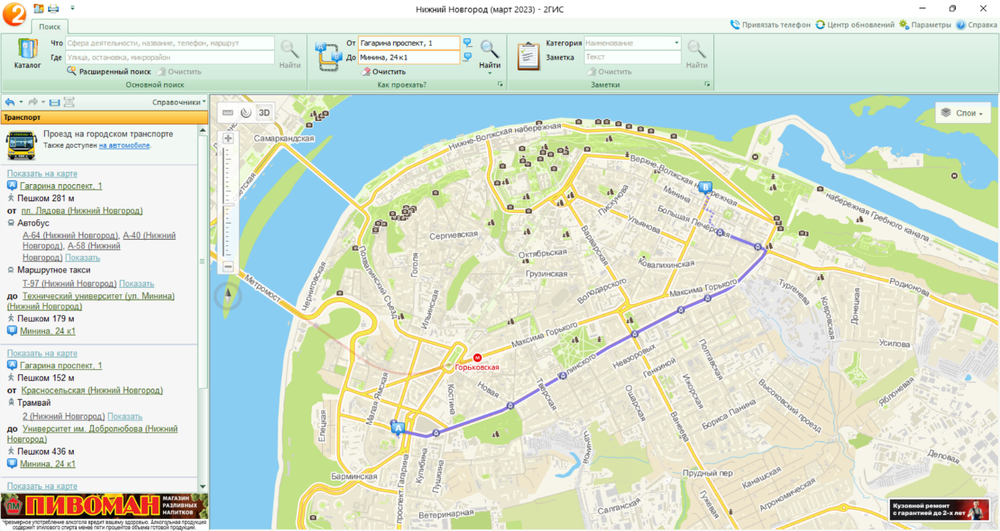 Нижний Новгород (март 2023) - 2ГИС
Поиск
Привязать телефон
Центр обновлений
Параметры
Справка
Каталог
Что Сфера деятельности, название, телефон, маршрут
Где Улица, остановка, микрорайон
Расширенный поиск Очистить
Найти
Основной поиск
От Гагарина проспект, 1
До Минина, 24 к1
Очистить
Найти
Как проехать?
Категория Наименование
Заметка Текст
Очистить
Найти
Заметки
Справочники
Транспорт
Проезд на городском транспорте
Также доступен на автомобиле.
Показать на карте
A Гагарина проспект, 1
Пешком 281 м
от пл. Лядова (Нижний Новгород)
Автобус
А-64 (Нижний Новгород), А-40 (Нижний
Новгород), А-58 (Нижний
Новгород) Показать
Маршрутное такси
Т-97 (Нижний Новгород) Показать
до Технический университет (ул. Минина)
(Нижний Новгород)
Пешком 179 м
B Минина, 24 к1
Показать на карте
A Гагарина проспект, 1
Пешком 152 м
от Красносельская (Нижний Новгород)
Трамвай
2 (Нижний Новгород) Показать
до Университет им. Добролюбова (Нижний
Новгород)
Пешком 436 м
B Минина, 24 к1
Показать на карте
ПМ ПИВОМАН
МАГАЗИН
РАЗЛИВНЫХ
НАПИТКОВ
Чрезмерное употребление алкоголя вредит вашему здоровью. Алкогольная продукция
содержит этилового спирта менее пяти процентов объема готовой продукции.
3D
Слои
Самаркандская
Нижне-Волжская набережная
Верхне-Волжская набережная
набережная Гребного канала
Минина
B
Большая Печёрская
Пискунова
Ульянова
Варварская
Сергиевская
Октябрьская
Грузинская
Ковалихинская
Гоголя
Похвалинский Съезд
Черниговская
Метромост
Ильинская
Володарского
Максима Горького
Максима Горького
Тургенева
Родионова
Донецкая
Ковровская
Усилова
Яблоневая
Горьковская
Невзоровых
Генкиной
Полтавская
Ижорская
Высоковский проезд
Бориса Панина
Ошарская
Ванеева
Тверская
Новая
Костина
Малая Ямская
Елецкая
A
Барминская
проспект Гагарина
Кулибина
Пушкина
Ветеринарная
Чачиной
Салганская
Прудный пер
Гужевая
Канашская
Агрономическая
Деловая
Кузовной ремонт
с гарантией до 2-х лет